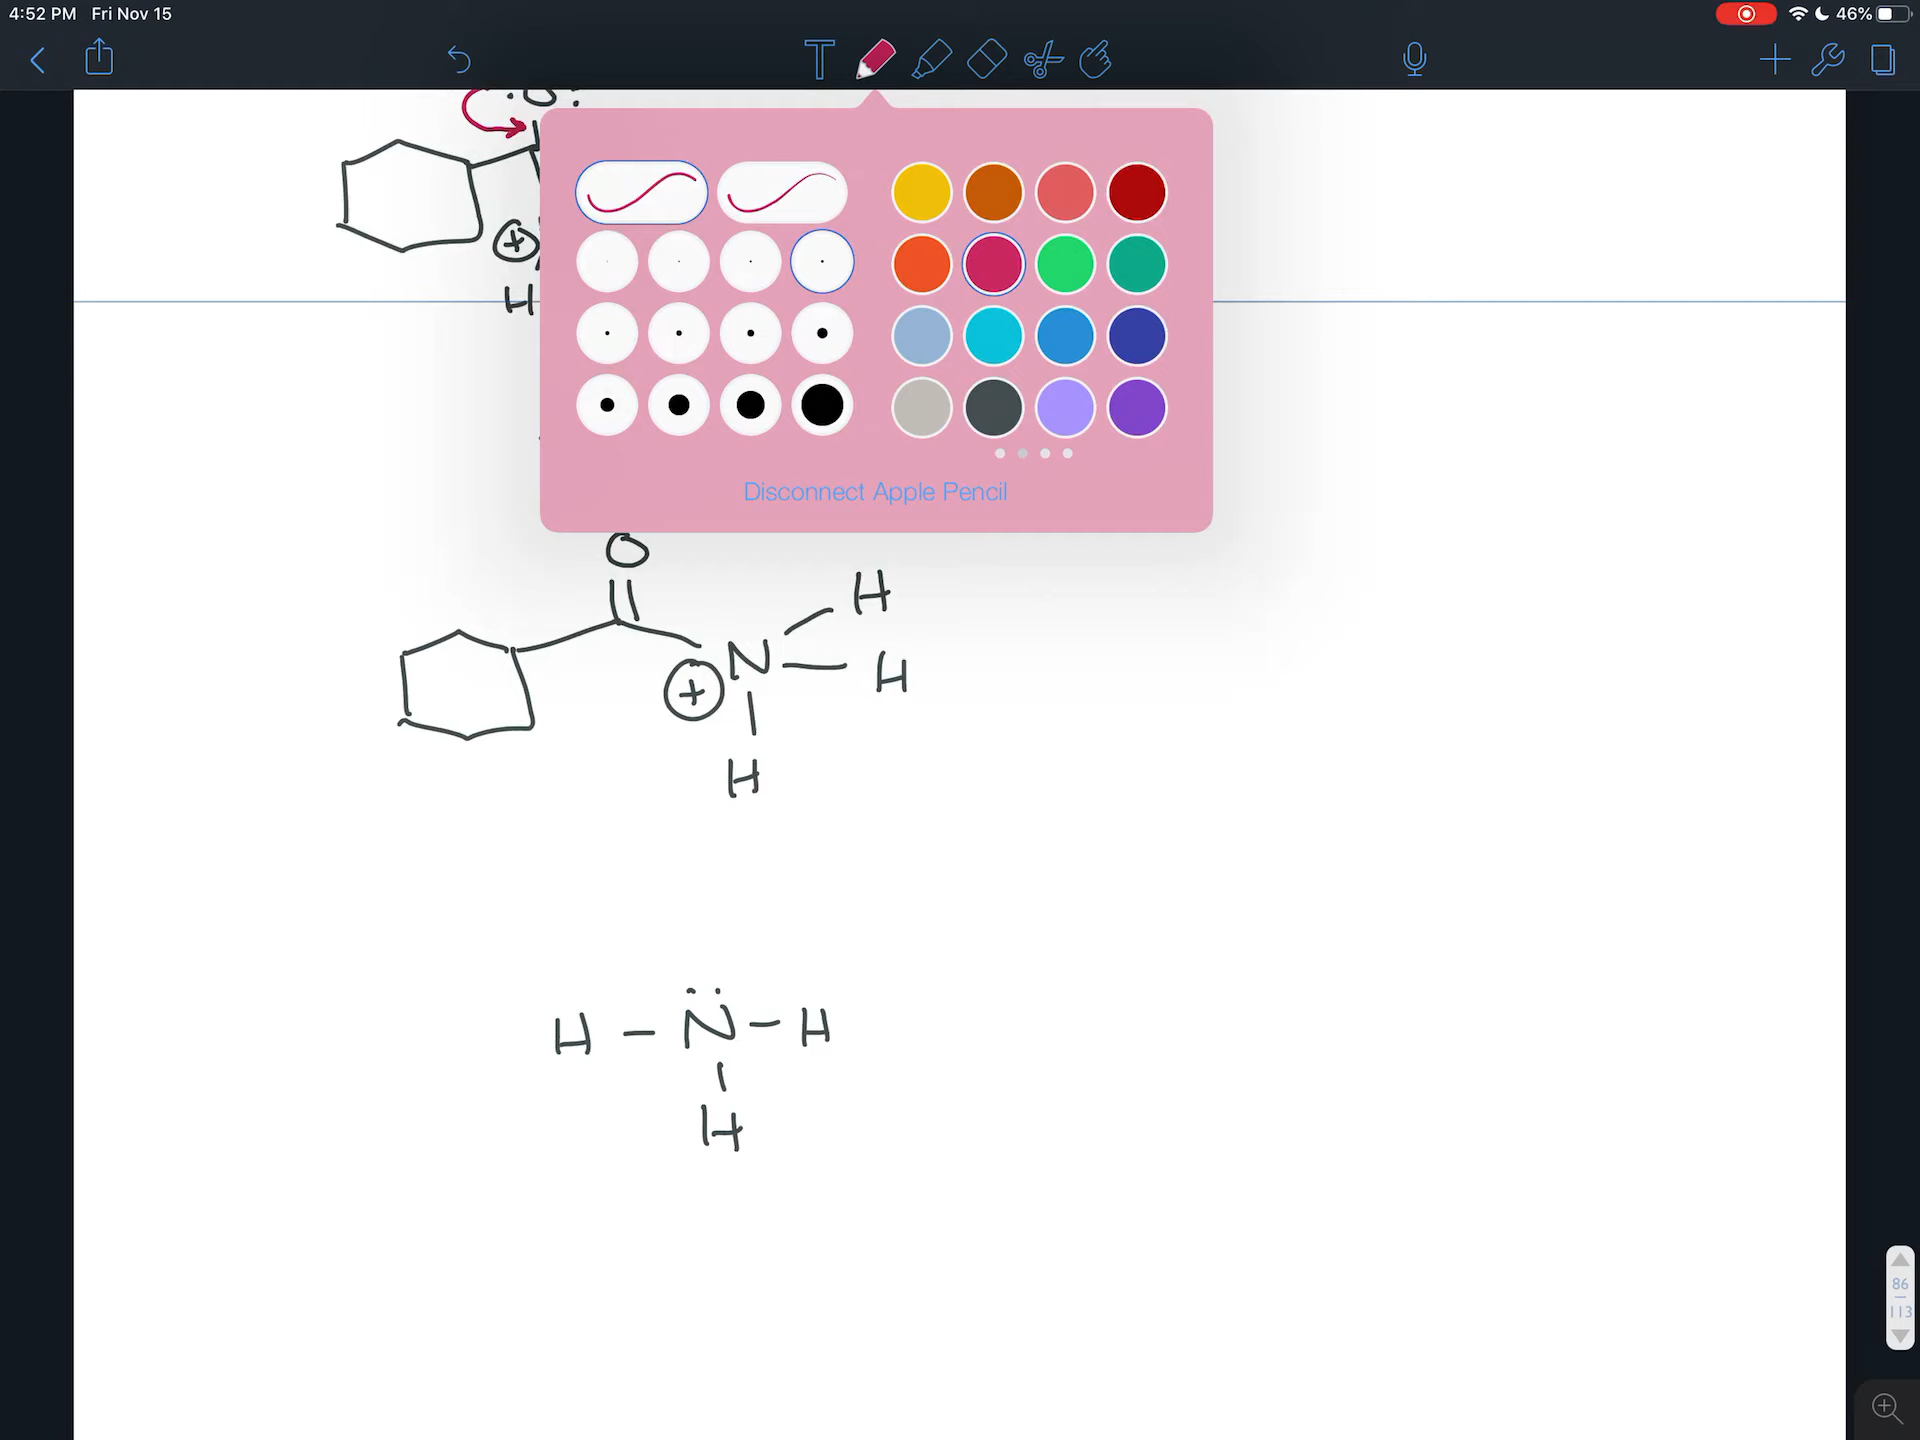 4:52 PM Fri Nov 15
46%
T
:O:
+
H
Disconnect Apple Pencil
O
H
N
H
+
H
H - N - H
H
86
113